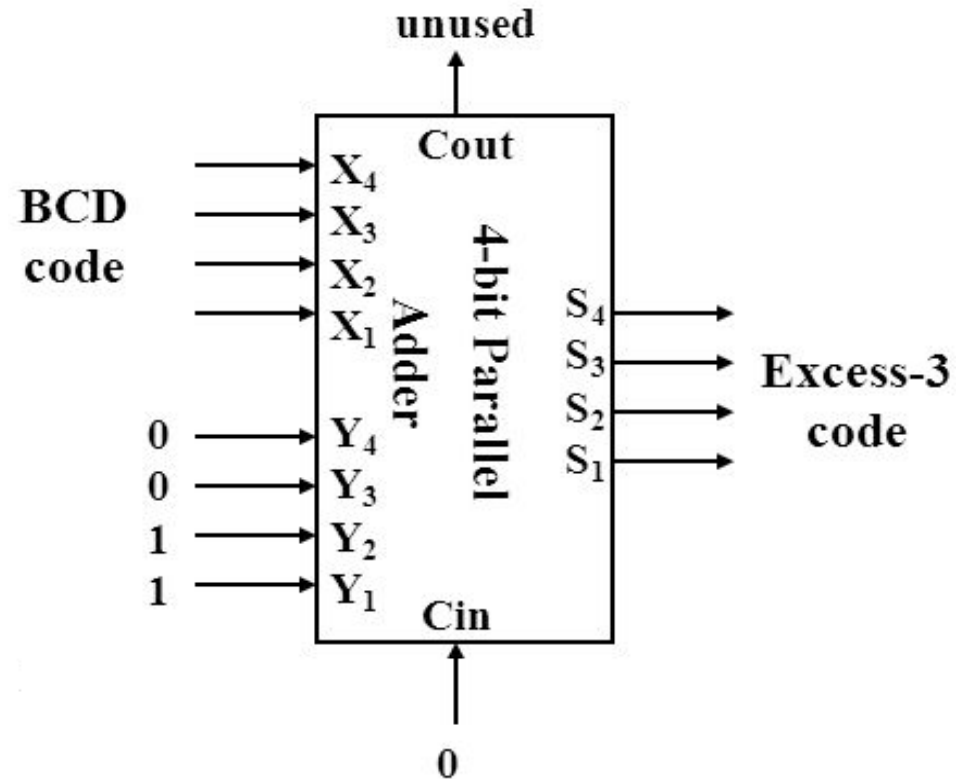 unused
Cout
BCD
code
X₄
X₃
X₂
X₁
4-bit Parallel
Adder
S₄
S₃
S₂
S₁
Excess-3
code
0
0
1
1
Y₄
Y₃
Y₂
Y₁
Cin
0